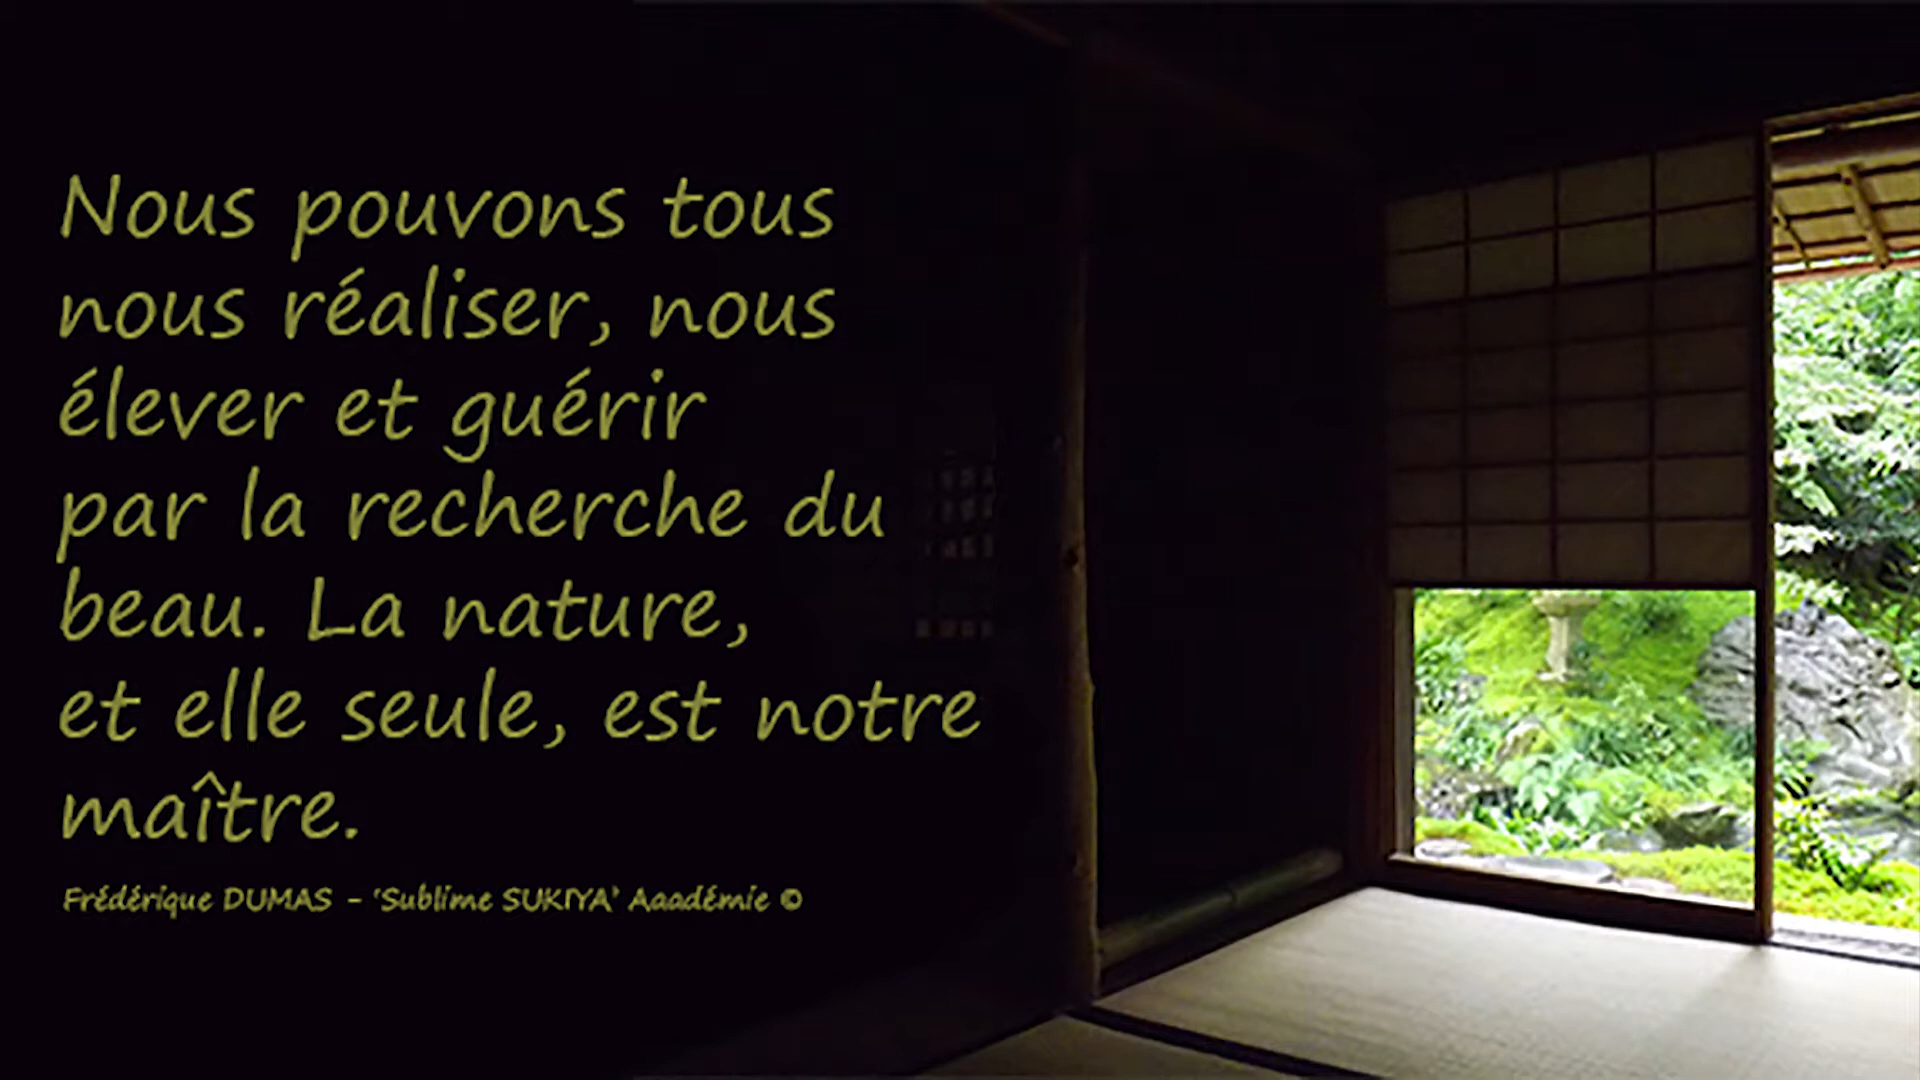 Nous pouvons tous
nous réaliser, nous
élever et guérir
par la recherche du
beau. La nature,
et elle seule, est notre
maître.
Frédérique DUMAS - ‘Sublime SUKIYA’ Aaadémie ©